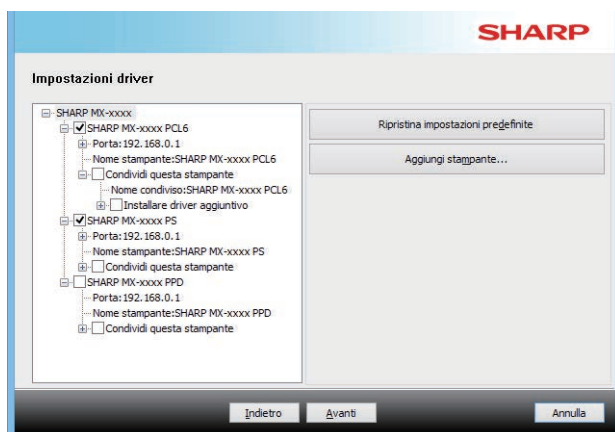 SHARP
Impostazioni driver
SHARP MX-xxxx
SHARP MX-xxxx PCL6
Porta:192.168.0.1
Nome stampante:SHARP MX-xxxx PCL6
Condividi questa stampante
Nome condiviso:SHARP MX-xxxx PCL6
Installare driver aggiuntivo
SHARP MX-xxxx PS
Porta:192.168.0.1
Nome stampante:SHARP MX-xxxx PS
Condividi questa stampante
SHARP MX-xxxx PPD
Porta:192.168.0.1
Nome stampante:SHARP MX-xxxx PPD
Condividi questa stampante
Ripristina impostazioni predefinite
Aggiungi stampante...
Indietro
Avanti
Annulla